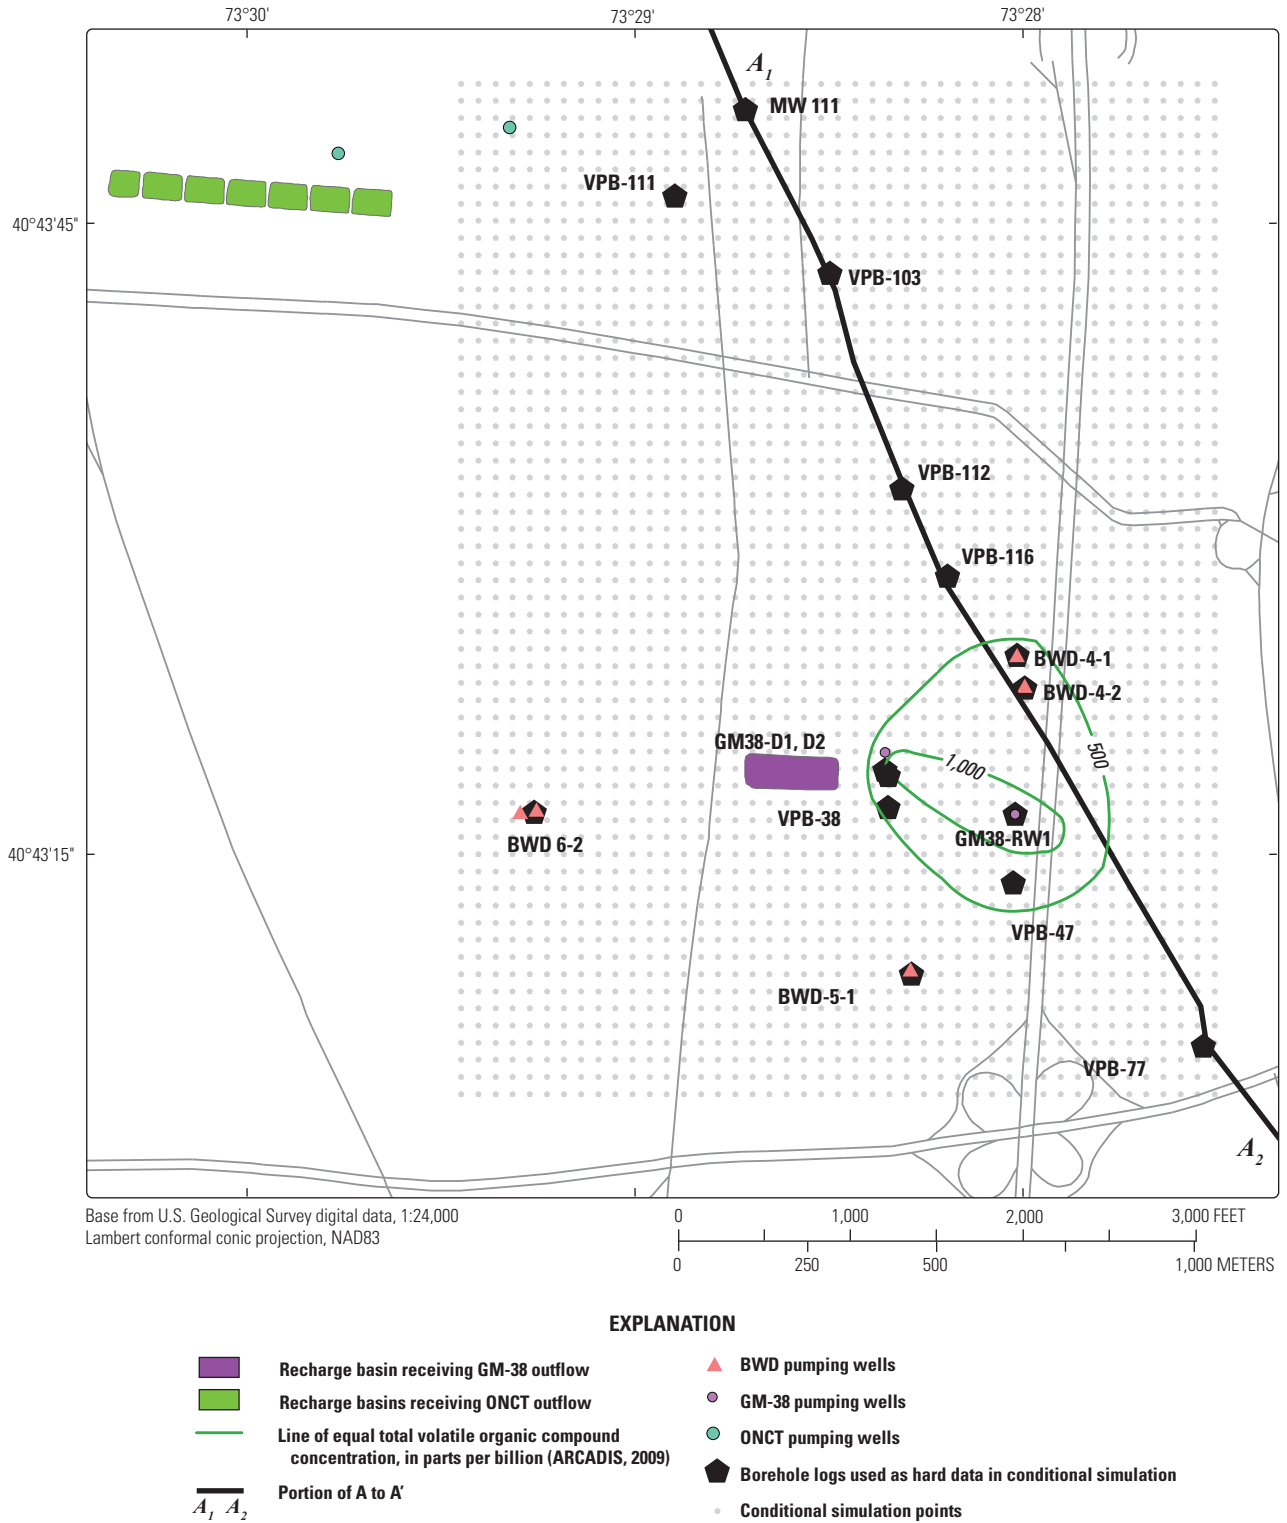 73°30'
73°29'
73°28'
A1
MW 111
VPB-111
40°43'45"
VPB-103
VPB-112
VPB-116
BWD-4-1
BWD-4-2
GM38-D1, D2
500
1,000
VPB-38
GM38-RW1
BWD 6-2
40°43'15"
VPB-47
BWD-5-1
VPB-77
A2
Base from U.S. Geological Survey digital data, 1:24,000
Lambert conformal conic projection, NAD83
0 1,000 2,000 3,000 FEET
0 250 500 1,000 METERS
EXPLANATION
Recharge basin receiving GM-38 outflow
Recharge basins receiving ONCT outflow
Line of equal total volatile organic compound
concentration, in parts per billion (ARCADIS, 2009)
A1 A2 Portion of A to A'
BWD pumping wells
GM-38 pumping wells
ONCT pumping wells
Borehole logs used as hard data in conditional simulation
Conditional simulation points